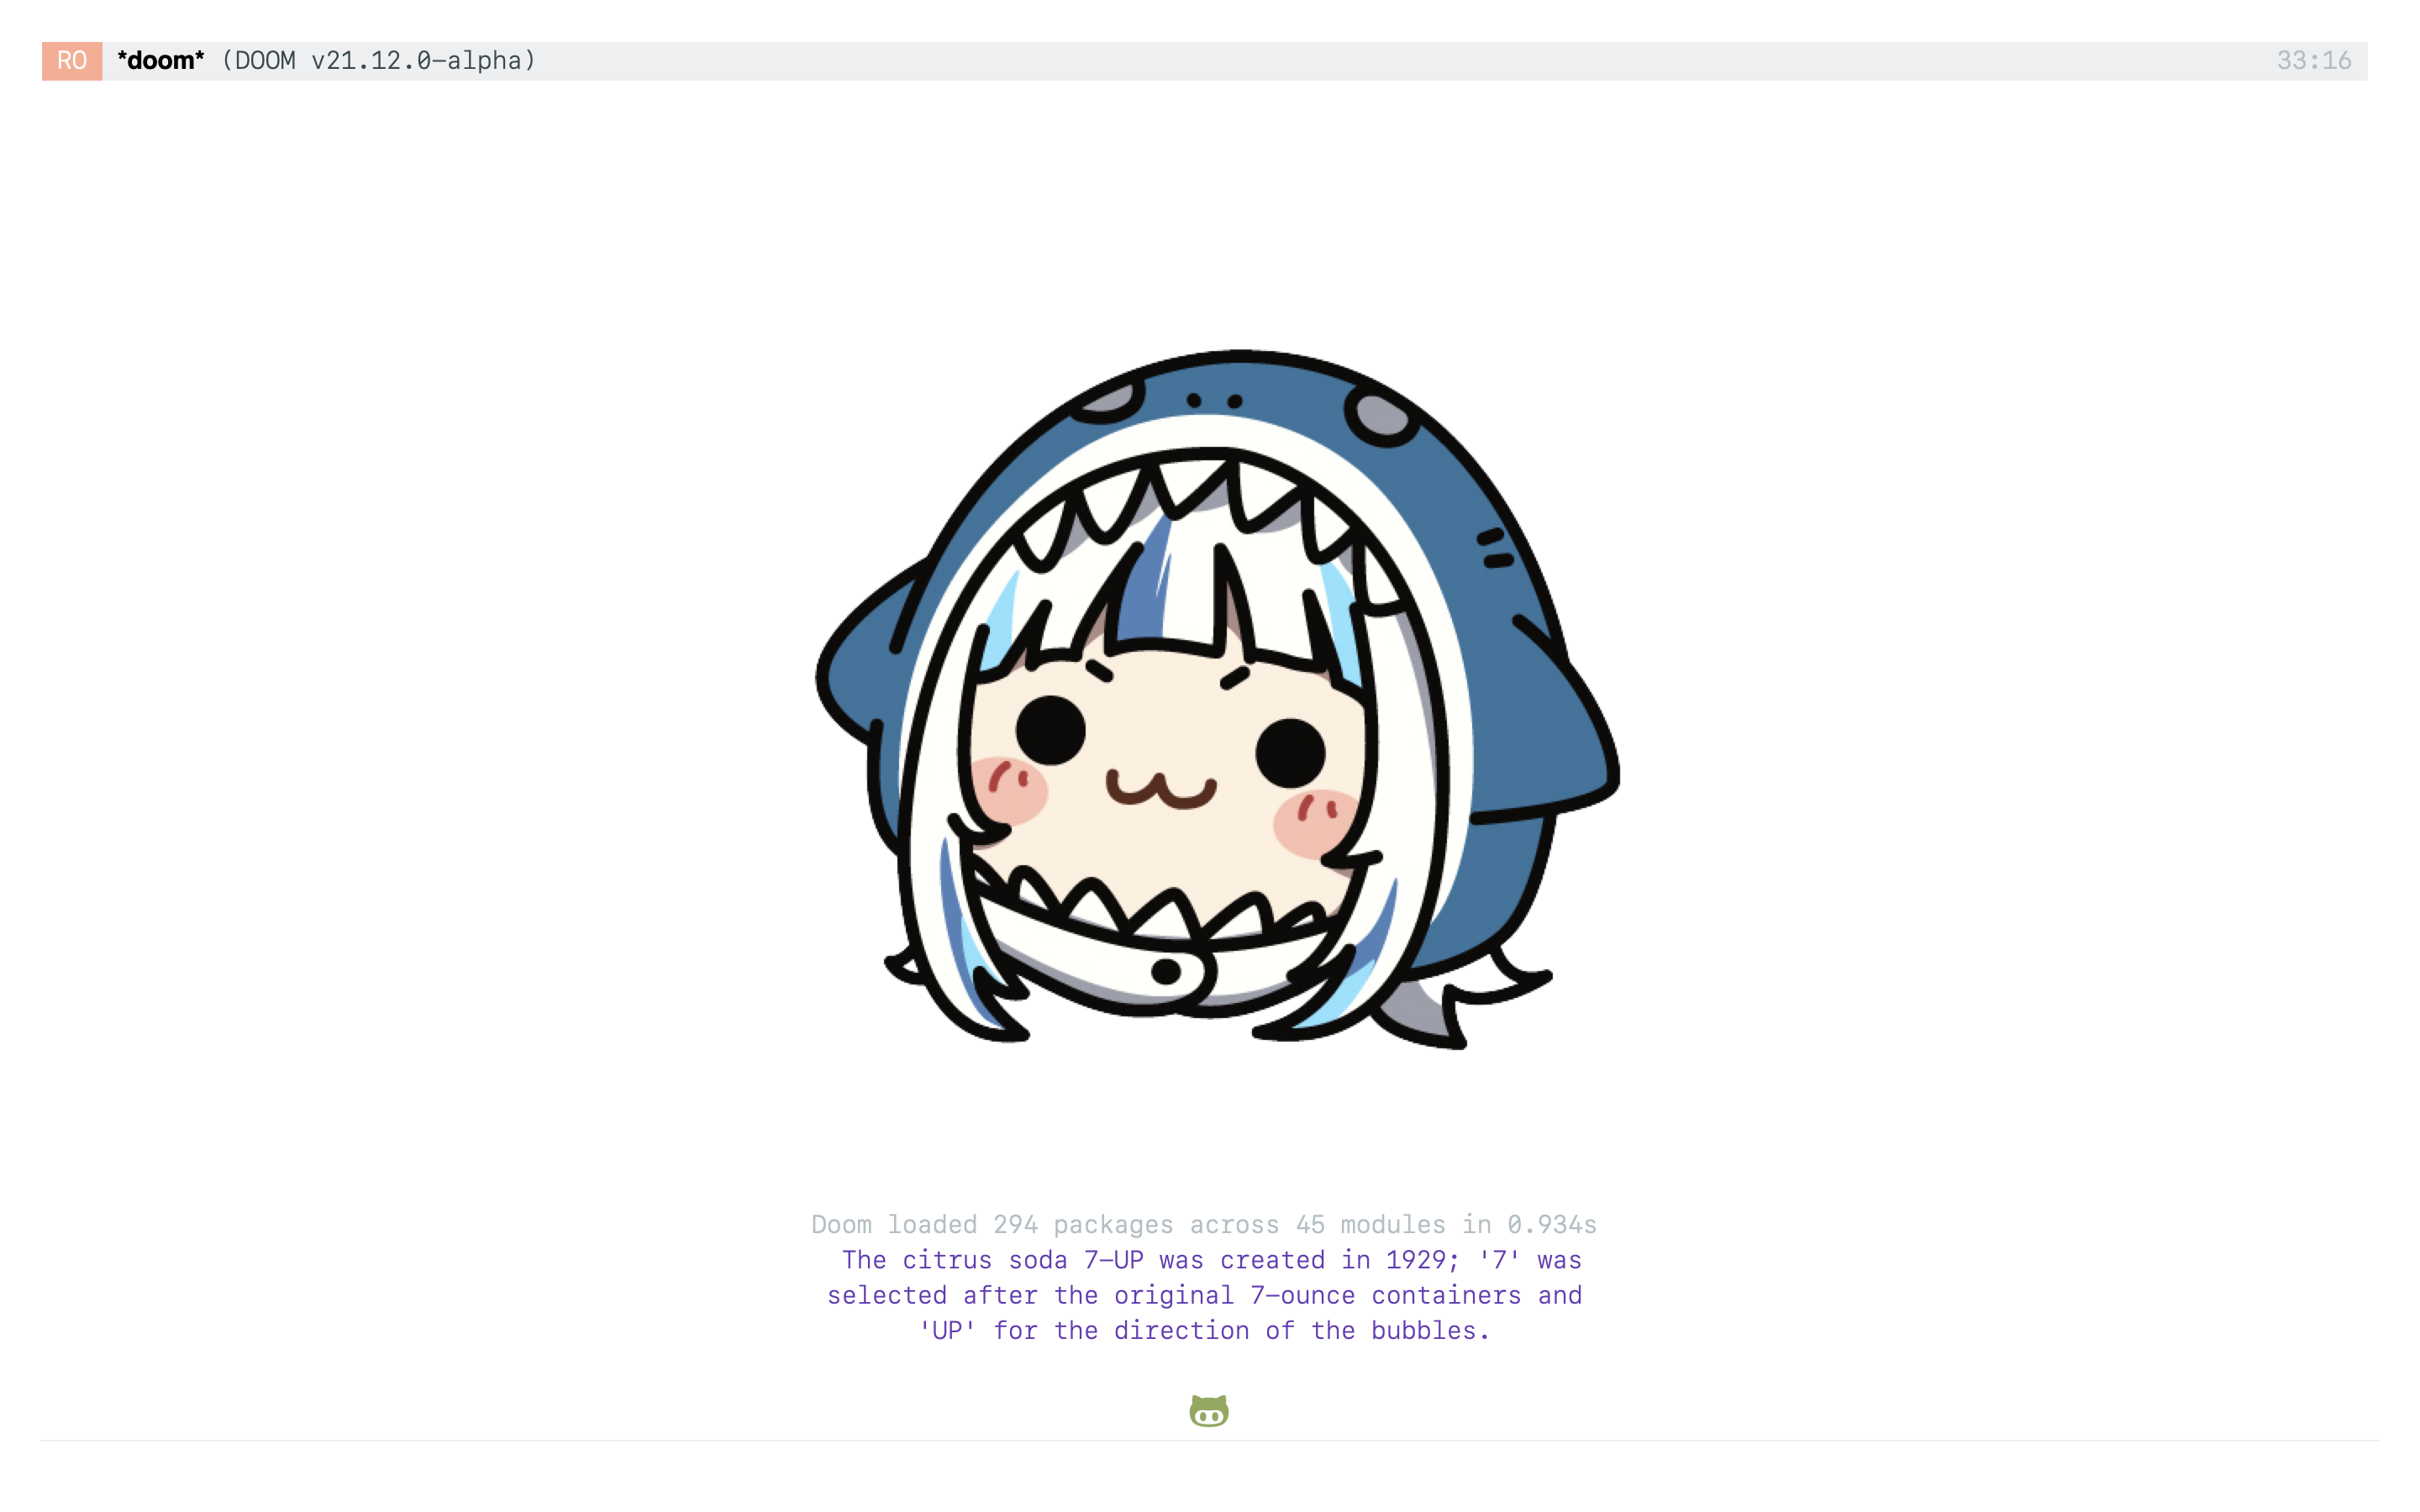 RO *doom* (DOOM v21.12.0-alpha) 33:16
Doom loaded 294 packages across 45 modules in 0.934s
The citrus soda 7-UP was created in 1929; '7' was
selected after the original 7-ounce containers and
'UP' for the direction of the bubbles.